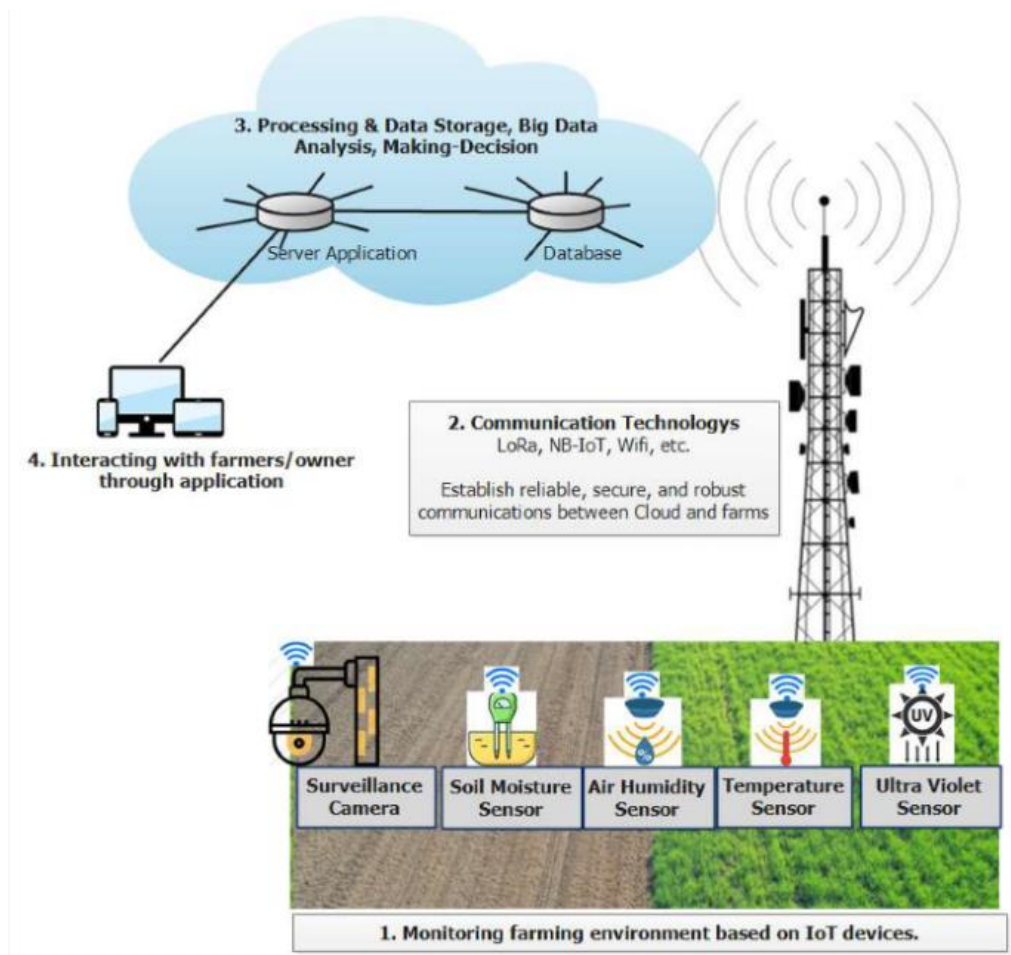 3. Processing & Data Storage, Big Data
Analysis, Making-Decision
Server Application
Database
4. Interacting with farmers/owner
through application
2. Communication Technologys
LoRa, NB-IoT, Wifi, etc.
Establish reliable, secure, and robust
communications between Cloud and farms
UV
%
Surveillance
Camera
Soil Moisture
Sensor
Air Humidity
Sensor
Temperature
Sensor
Ultra Violet
Sensor
1. Monitoring farming environment based on IoT devices.